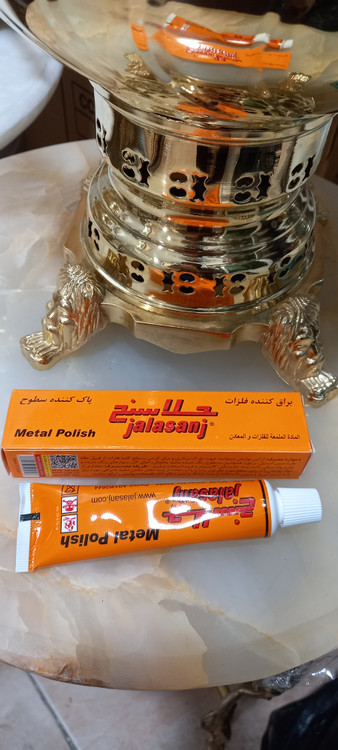 پاک کننده سطوح
براق کننده فلزات
جلاسنج
jalasanj®
Metal Polish
المادة الملمعة للفلزات و المعادن
www.jalasanj.com
جلاسنج
jalasanj
Metal Polish